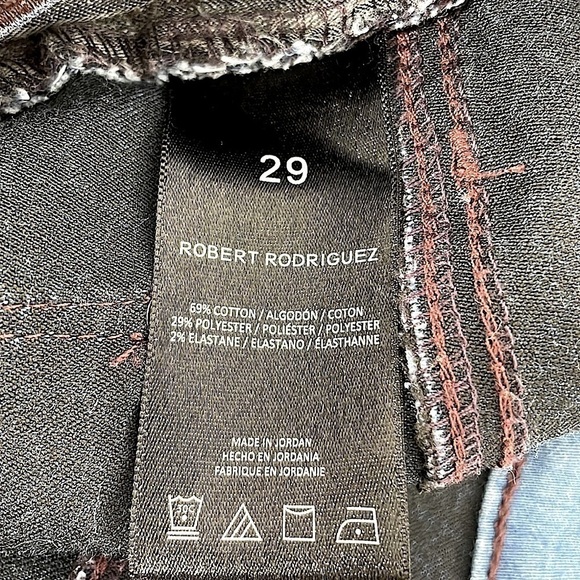 29
ROBERT RODRIGUEZ
69% COTTON / ALGODÓN / COTON
29% POLYESTER / POLIÉSTER / POLYESTER
2% ELASTANE / ELASTANO / ÉLASTHANNE
MADE IN JORDAN
HECHO EN JORDANIA
FABRIQUE EN JORDANIE